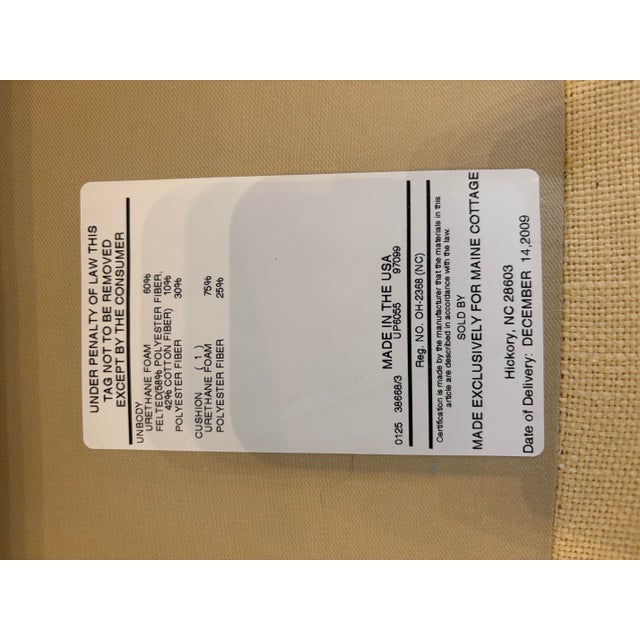 UNDER PENALTY OF LAW THIS
TAG NOT TO BE REMOVED
EXCEPT BY THE CONSUMER
UNBODY
URETHANE FOAM 60%
FELTED(58% POLYESTER FIBER,
42% COTTON FIBER) 10%
POLYESTER FIBER 30%
CUSHION ( 1 )
URETHANE FOAM 75%
POLYESTER FIBER 25%
MADE IN THE USA
0125 38668/3 UP6055 97099
Reg. NO. OH-2368 (NC)
Certification is made by the manufacturer that the materials in this
article are described in accordance with the law.
SOLD BY
MADE EXCLUSIVELY FOR MAINE COTTAGE
Hickory, NC 28603
Date of Delivery: DECEMBER 14,2009